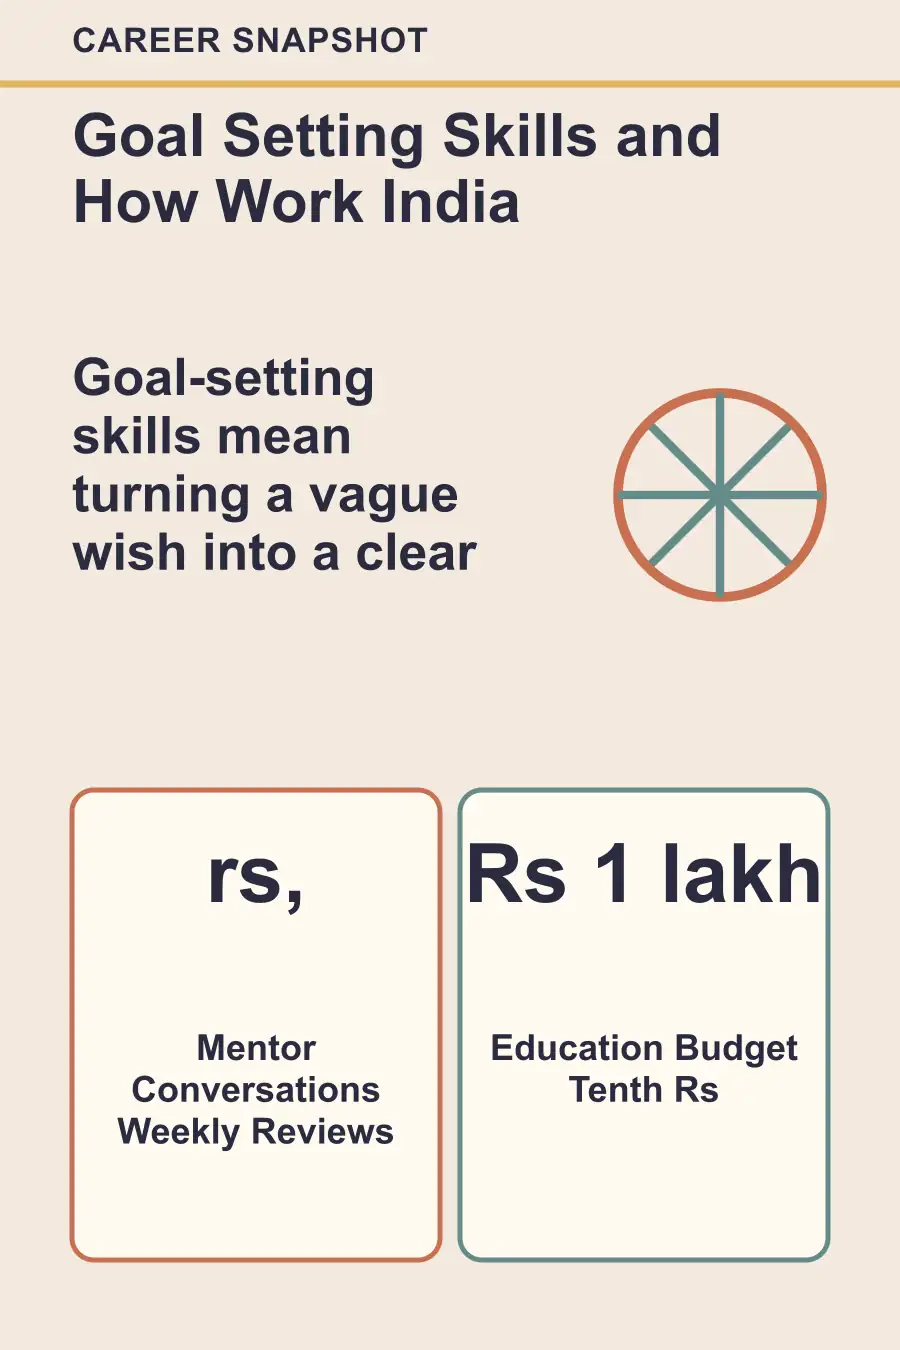 CAREER SNAPSHOT
Goal Setting Skills and
How Work India
Goal-setting
skills mean
turning a vague
wish into a clear
rs,
Mentor
Conversations
Weekly Reviews
Rs 1 lakh
Education Budget
Tenth Rs